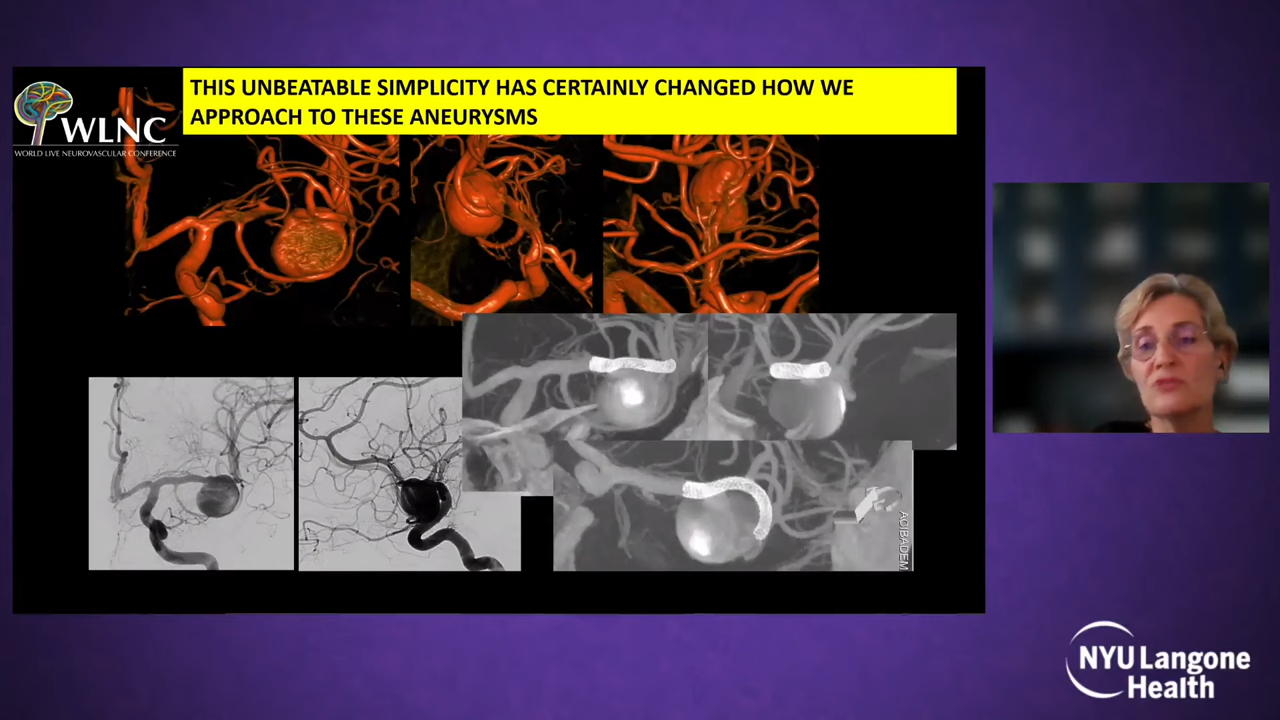 THIS UNBEATABLE SIMPLICITY HAS CERTAINLY CHANGED HOW WE
APPROACH TO THESE ANEURYSMS
WLNC
WORLD LIVE NEUROVASCULAR CONFERENCE
ACIBADEM
NYU Langone
Health